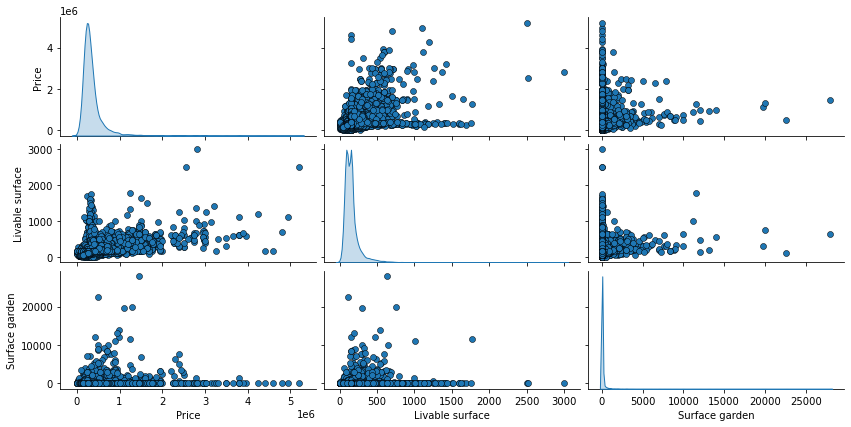 1e6
4
2
0
Price
3000
2000
1000
0
Livable surface
20000
10000
0
Surface garden
0 1 2 3 4 5
1e6
Price
0 500 1000 1500 2000 2500 3000
Livable surface
0 5000 10000 15000 20000 25000
Surface garden